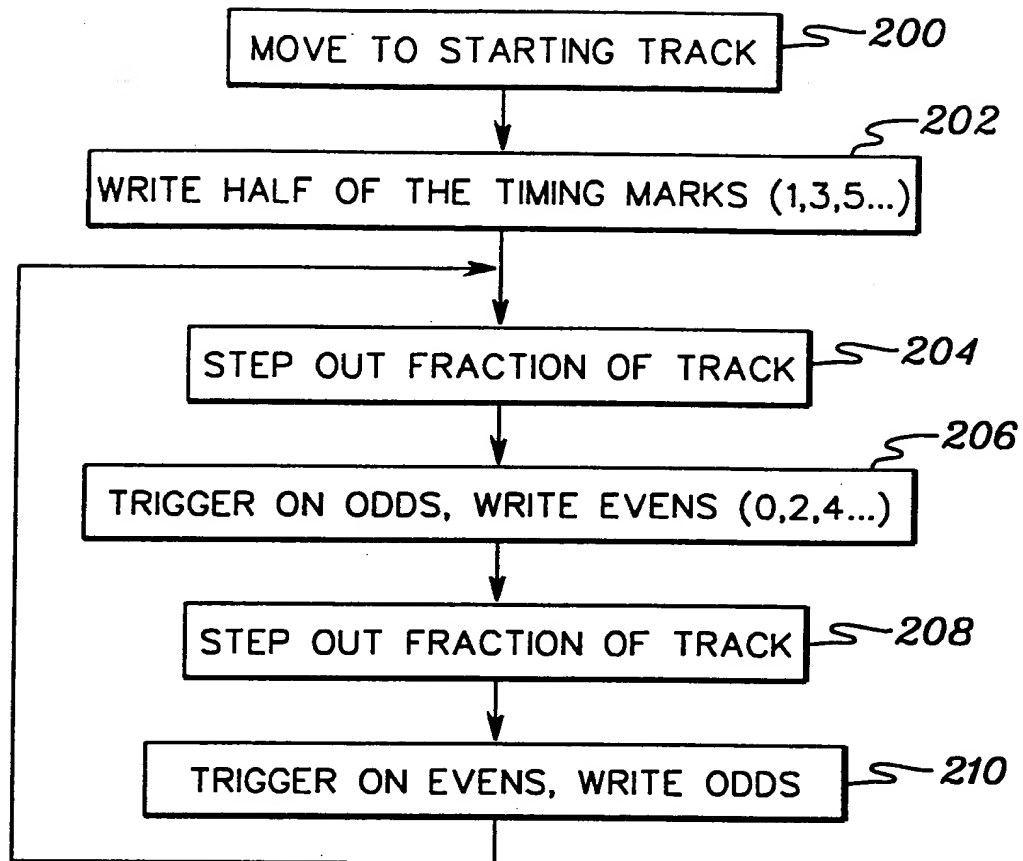 MOVE TO STARTING TRACK
200
202
WRITE HALF OF THE TIMING MARKS (1,3,5...)
STEP OUT FRACTION OF TRACK
204
206
TRIGGER ON ODDS, WRITE EVENS (0,2,4...)
STEP OUT FRACTION OF TRACK
208
TRIGGER ON EVENS, WRITE ODDS
210